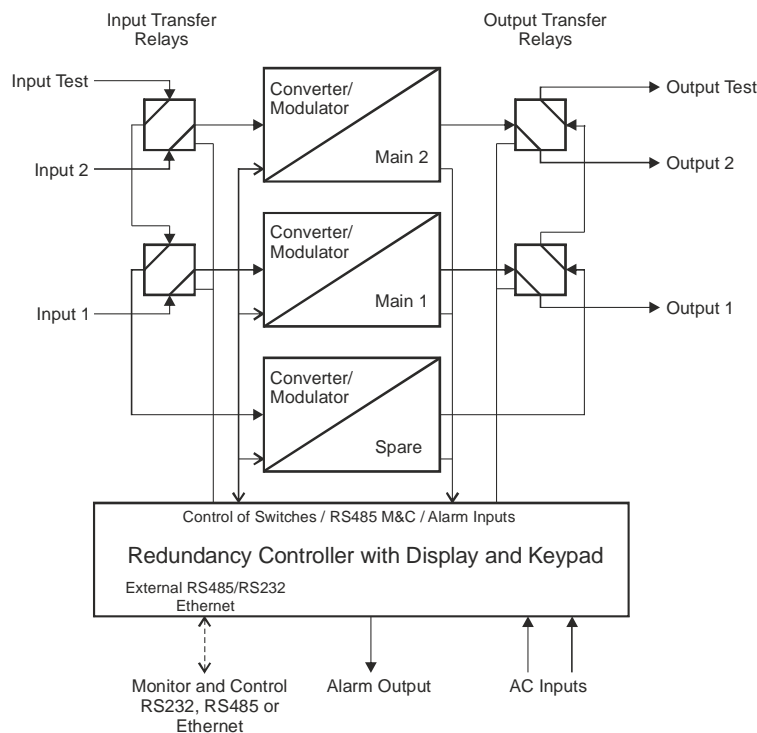 Input Transfer
Relays
Output Transfer
Relays
Input Test
Converter/
Modulator
Main 2
Output Test
Input 2
Output 2
Converter/
Modulator
Main 1
Input 1
Output 1
Converter/
Modulator
Spare
Control of Switches / RS485 M&C / Alarm Inputs
Redundancy Controller with Display and Keypad
External RS485/RS232
Ethernet
Monitor and Control
RS232, RS485 or
Ethernet
Alarm Output
AC Inputs